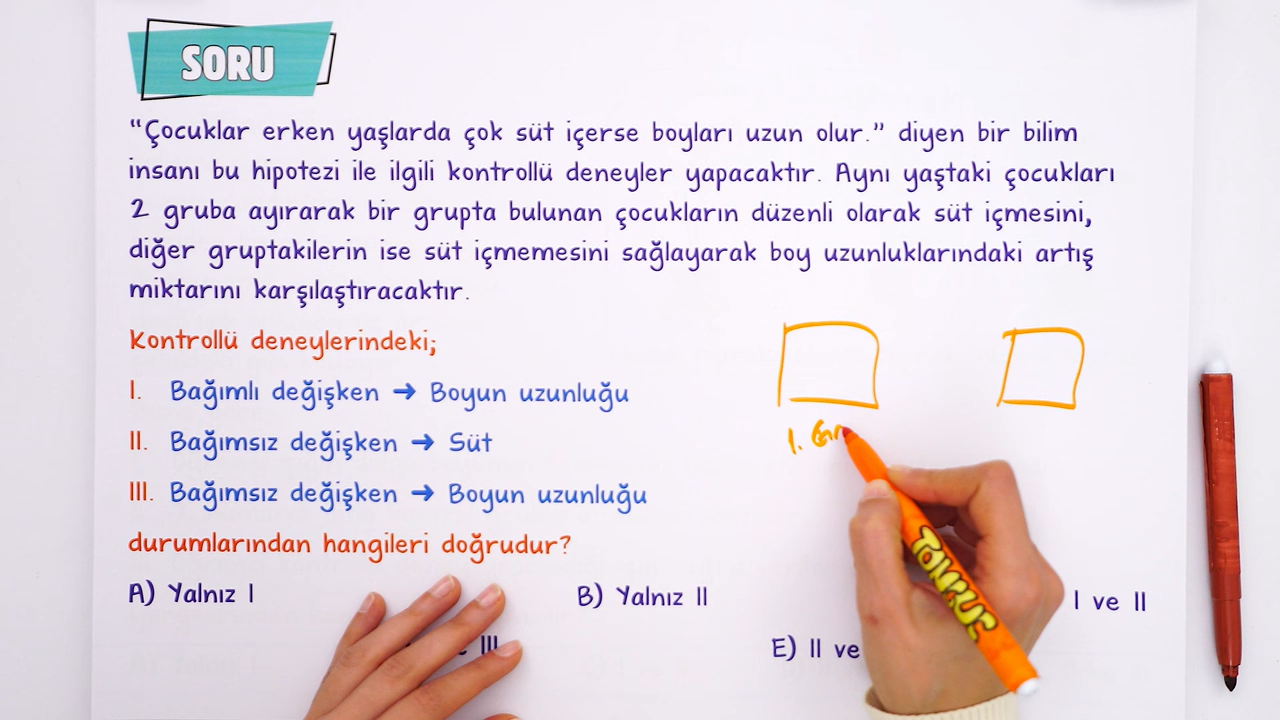 SORU
“Çocuklar erken yaşlarda çok süt içerse boyları uzun olur.” diyen bir bilim
insanı bu hipotezi ile ilgili kontrollü deneyler yapacaktır. Aynı yaştaki çocukları
2 gruba ayırarak bir grupta bulunan çocukların düzenli olarak süt içmesini,
diğer gruptakilerin ise süt içmemesini sağlayarak boy uzunluklarındaki artış
miktarını karşılaştıracaktır.
Kontrollü deneylerindeki;
I. Bağımlı değişken ➔ Boyun uzunluğu
II. Bağımsız değişken ➔ Süt
1.
III. Bağımsız değişken ➔ Boyun uzunluğu
durumlarından hangileri doğrudur?
A) Yalnız I B) Yalnız II I ve II
III E) II ve